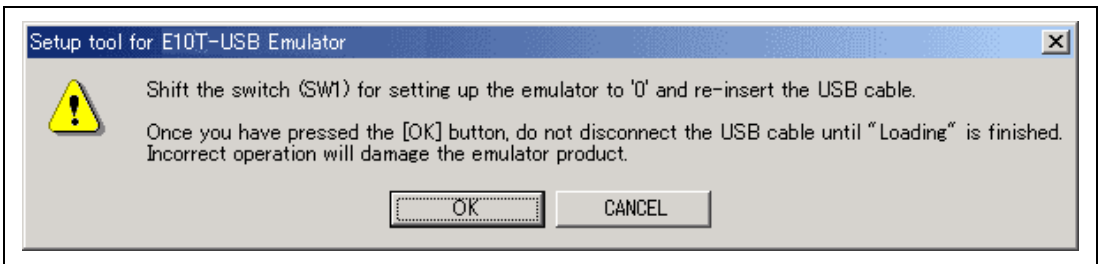 Setup tool for E10T-USB Emulator
Shift the switch (SW1) for setting up the emulator to '0' and re-insert the USB cable.
Once you have pressed the [OK] button, do not disconnect the USB cable until "Loading" is finished.
Incorrect operation will damage the emulator product.
OK
CANCEL